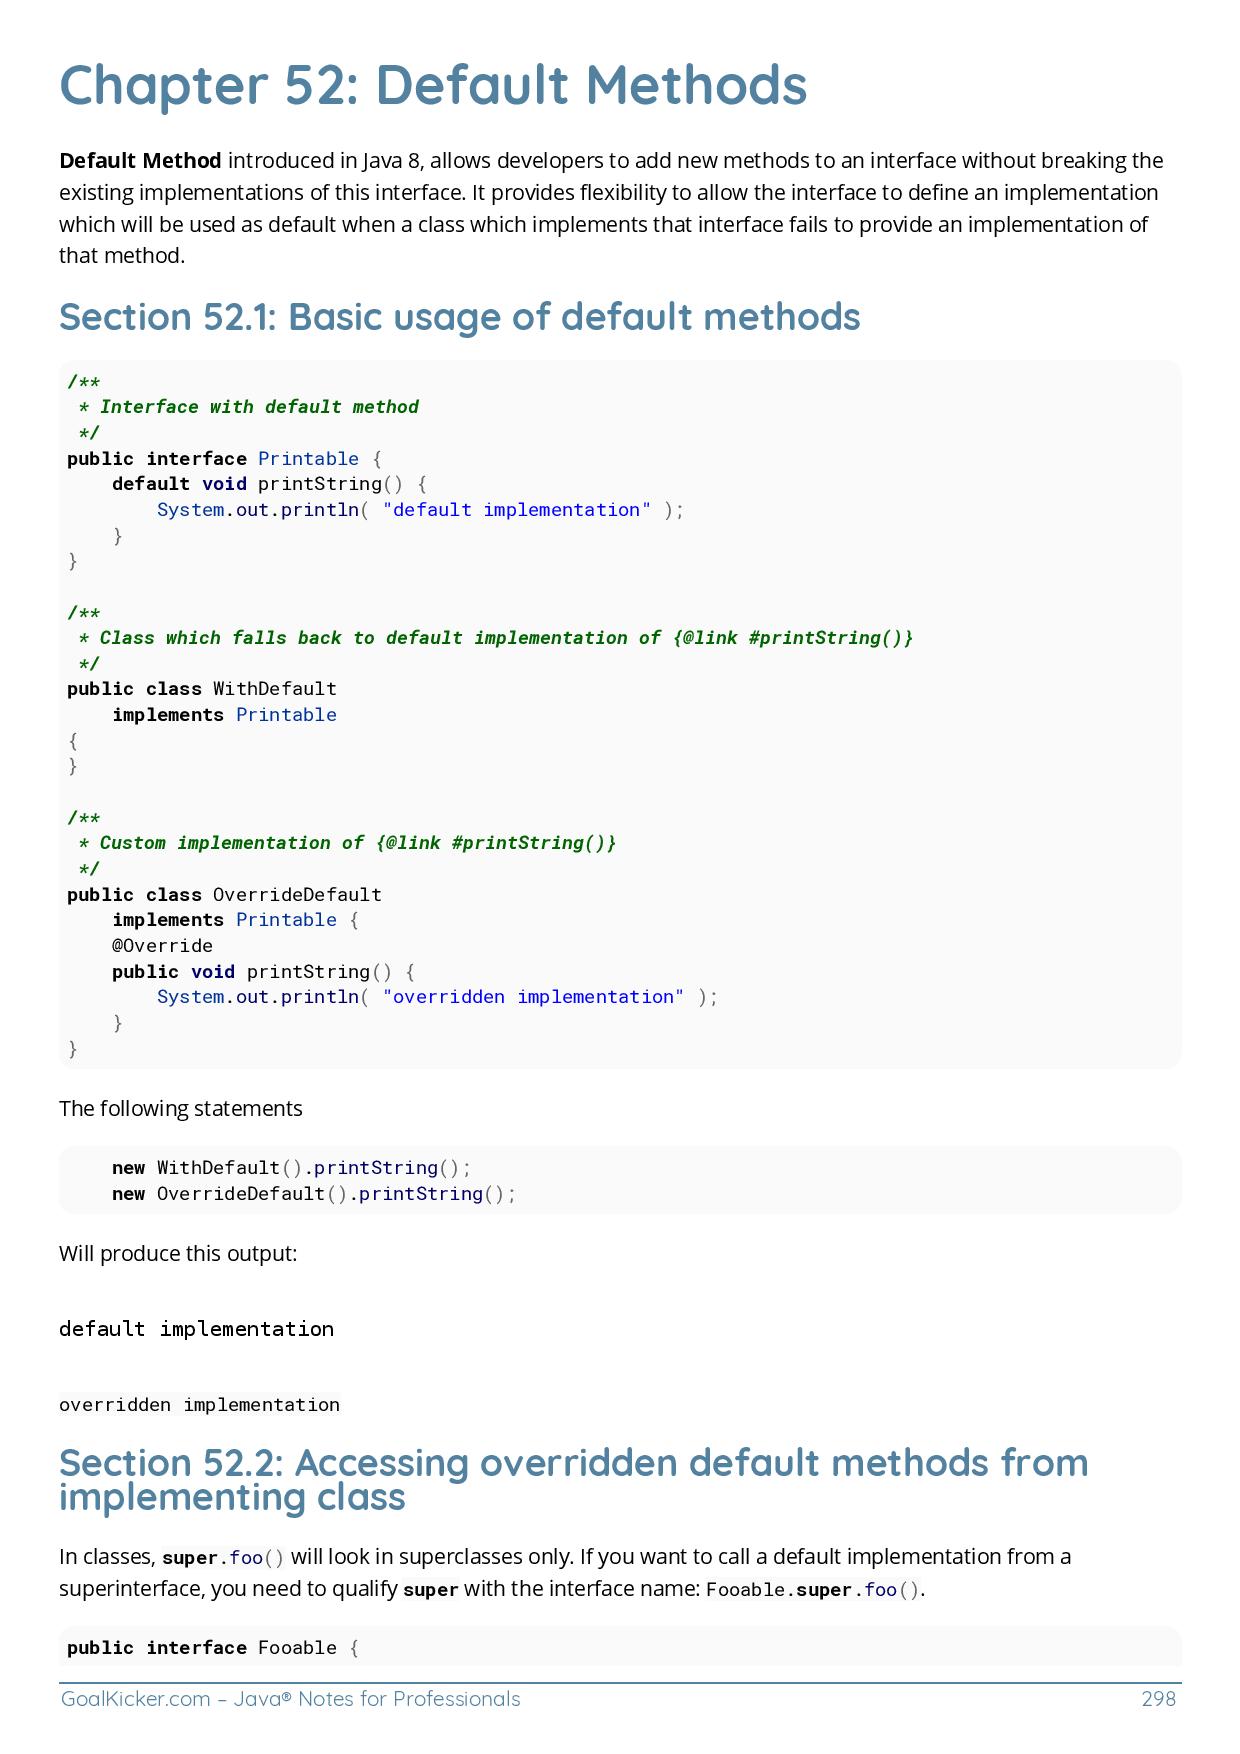 Chapter 52: Default Methods
Default Method introduced in Java 8, allows developers to add new methods to an interface without breaking the
existing implementations of this interface. It provides flexibility to allow the interface to define an implementation
which will be used as default when a class which implements that interface fails to provide an implementation of
that method.
Section 52.1: Basic usage of default methods
/**
 * Interface with default method
 */
public interface Printable {
    default void printString() {
        System.out.println( "default implementation" );
    }
}

/**
 * Class which falls back to default implementation of {@link #printString()}
 */
public class WithDefault
    implements Printable
{
}

/**
 * Custom implementation of {@link #printString()}
 */
public class OverrideDefault
    implements Printable {
    @Override
    public void printString() {
        System.out.println( "overridden implementation" );
    }
}
The following statements
    new WithDefault().printString();
    new OverrideDefault().printString();
Will produce this output:
default implementation
overridden implementation
Section 52.2: Accessing overridden default methods from
implementing class
In classes, super.foo() will look in superclasses only. If you want to call a default implementation from a
superinterface, you need to qualify super with the interface name: Fooable.super.foo().
public interface Fooable {
GoalKicker.com – Java® Notes for Professionals 298